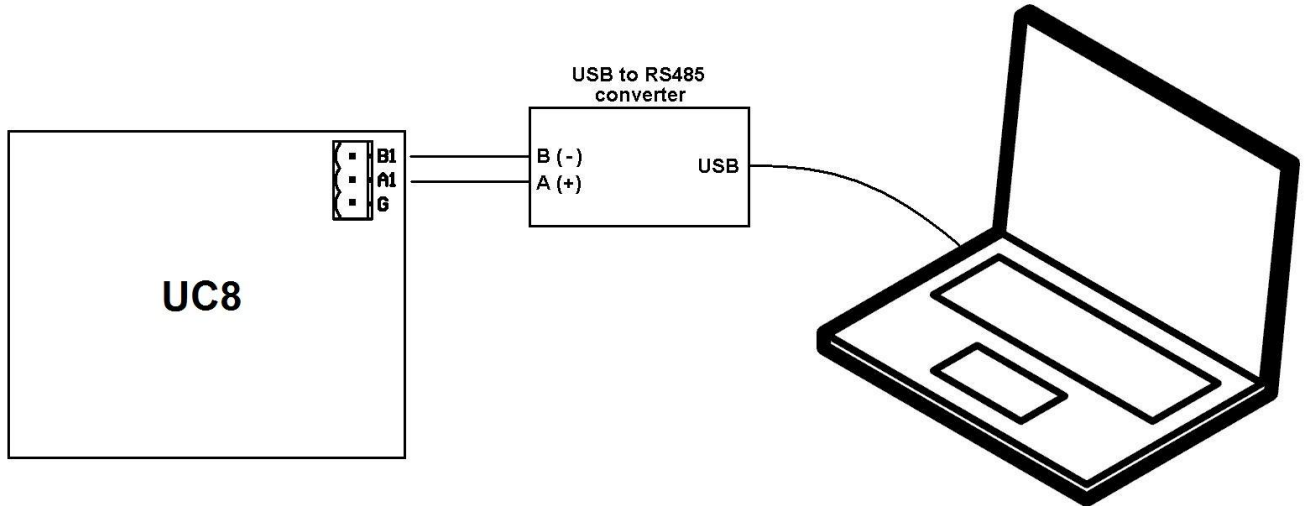 USB to RS485
converter
B1
A1
G
B (-)
A (+)
USB
UC8